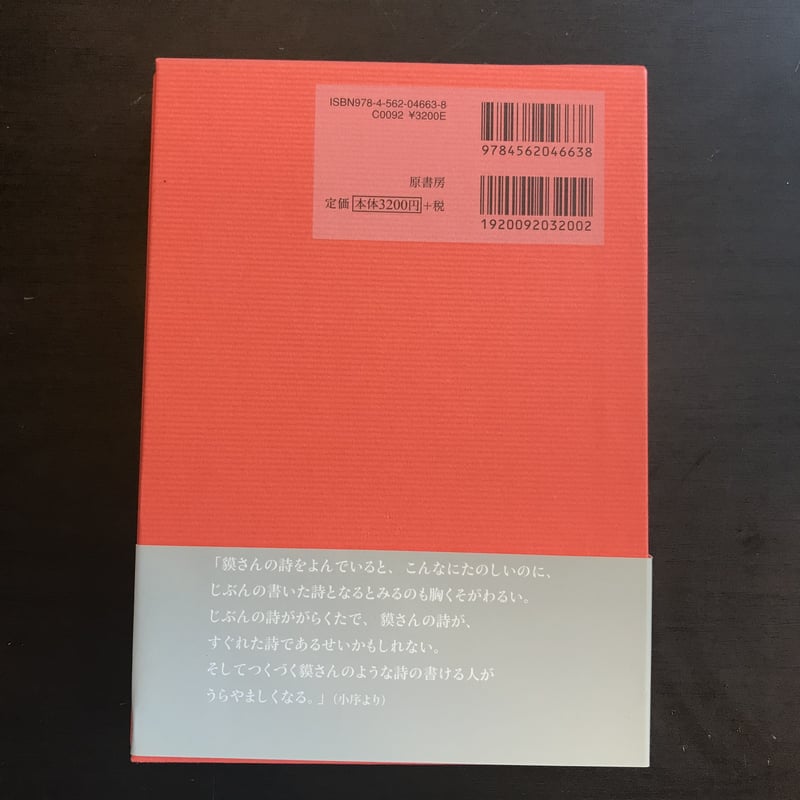 ISBN978-4-562-04663-8
C0092 ¥3200E
9784562046638
原書房
定価 本体3200円+税
1920092032002
「貘さんの詩をよんでいると、こんなにたのしいのに、
じぶんの書いた詩となるとみるのも胸くそがわるい。
じぶんの詩ががらくたで、貘さんの詩が、
すぐれた詩であるせいかもしれない。
そしてつくづく貘さんのような詩の書ける人が
うらやましくなる。」（小序より）